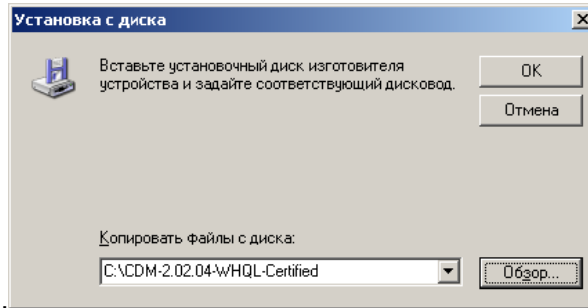 Установка с диска
Вставьте установочный диск изготовителя
устройства и задайте соответствующий дисковод.
OK
Отмена
Копировать файлы с диска:
C:\CDM-2.02.04-WHQL-Certified
Обзор...